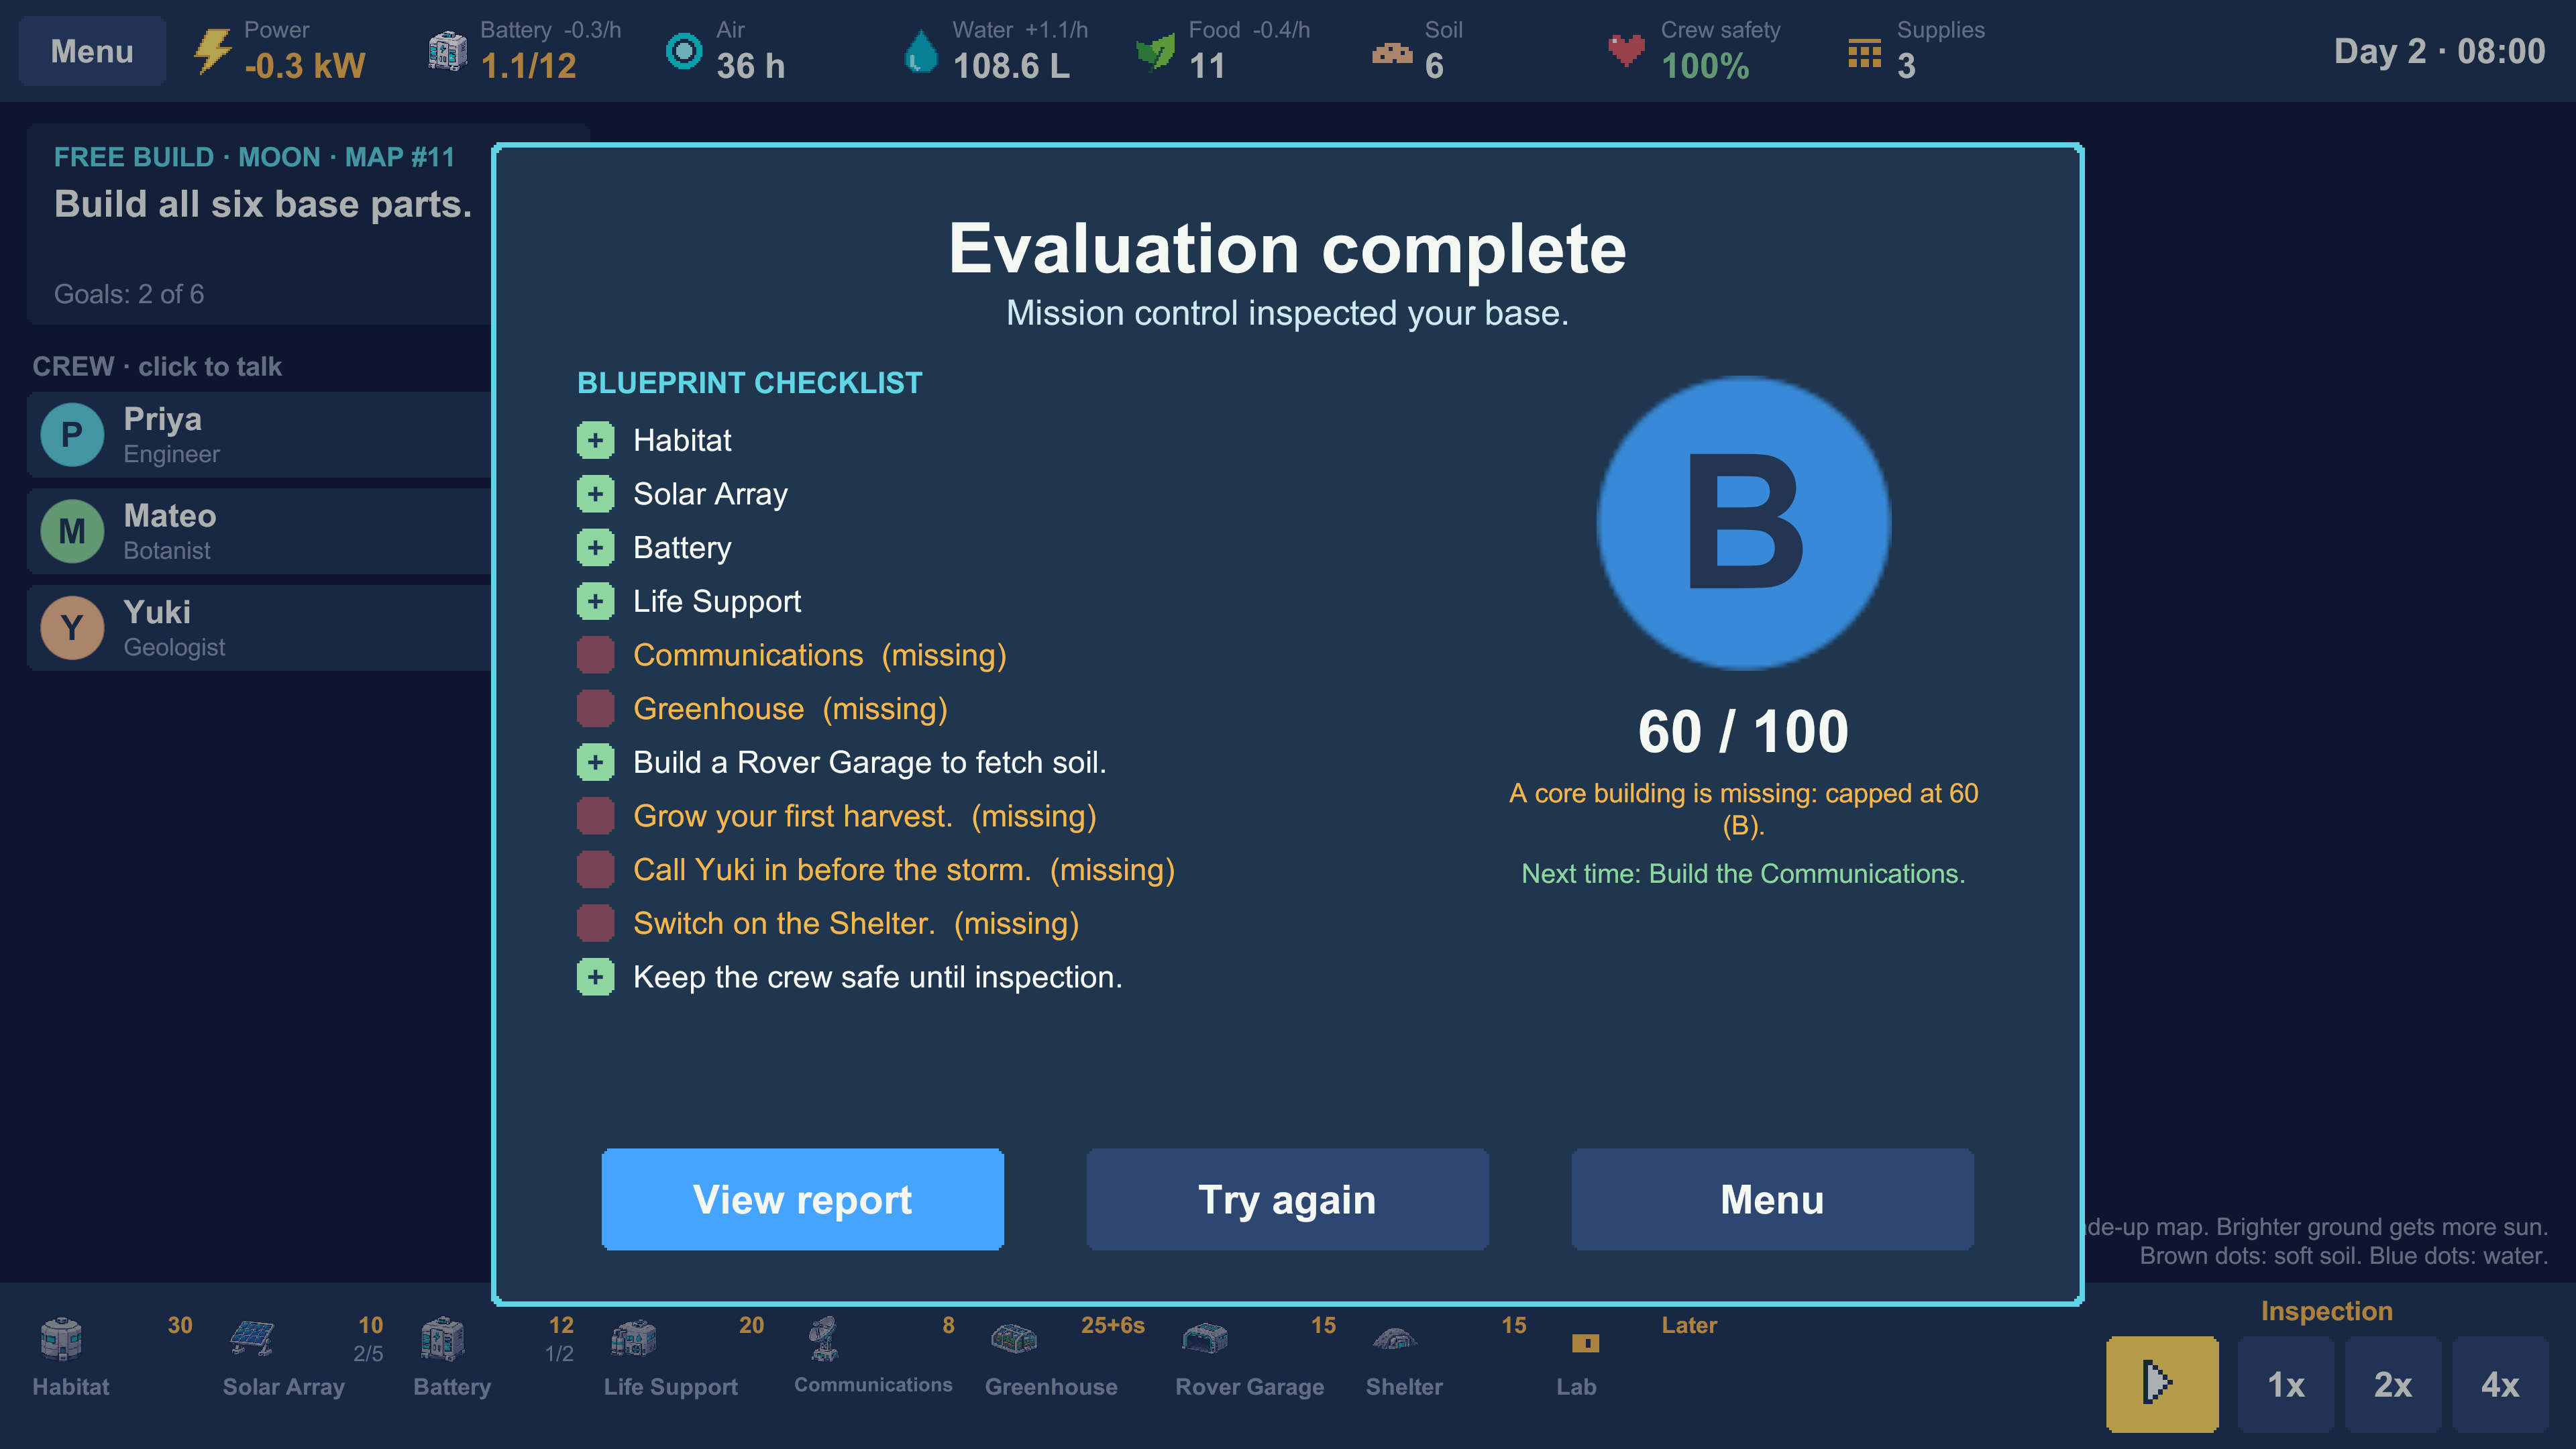 Menu
Power
-0.3 kW
Battery -0.3/h
1.1/12
Air
36 h
Water +1.1/h
108.6 L
Food -0.4/h
11
Soil
6
Crew safety
100%
Supplies
3
Day 2 · 08:00
FREE BUILD · MOON · MAP #11
Build all six base parts.
Goals: 2 of 6
CREW · click to talk
P
Priya
Engineer
M
Mateo
Botanist
Y
Yuki
Geologist
Evaluation complete
Mission control inspected your base.
BLUEPRINT CHECKLIST
+ Habitat
+ Solar Array
+ Battery
+ Life Support
Communications (missing)
Greenhouse (missing)
+ Build a Rover Garage to fetch soil.
Grow your first harvest. (missing)
Call Yuki in before the storm. (missing)
Switch on the Shelter. (missing)
+ Keep the crew safe until inspection.
B
60 / 100
A core building is missing: capped at 60
(B).
Next time: Build the Communications.
View report
Try again
Menu
de-up map. Brighter ground gets more sun.
Brown dots: soft soil. Blue dots: water.
30
Habitat
10
2/5
Solar Array
12
1/2
Battery
20
Life Support
8
Communications
25+6s
Greenhouse
15
Rover Garage
15
Shelter
Later
Lab
Inspection
1x
2x
4x